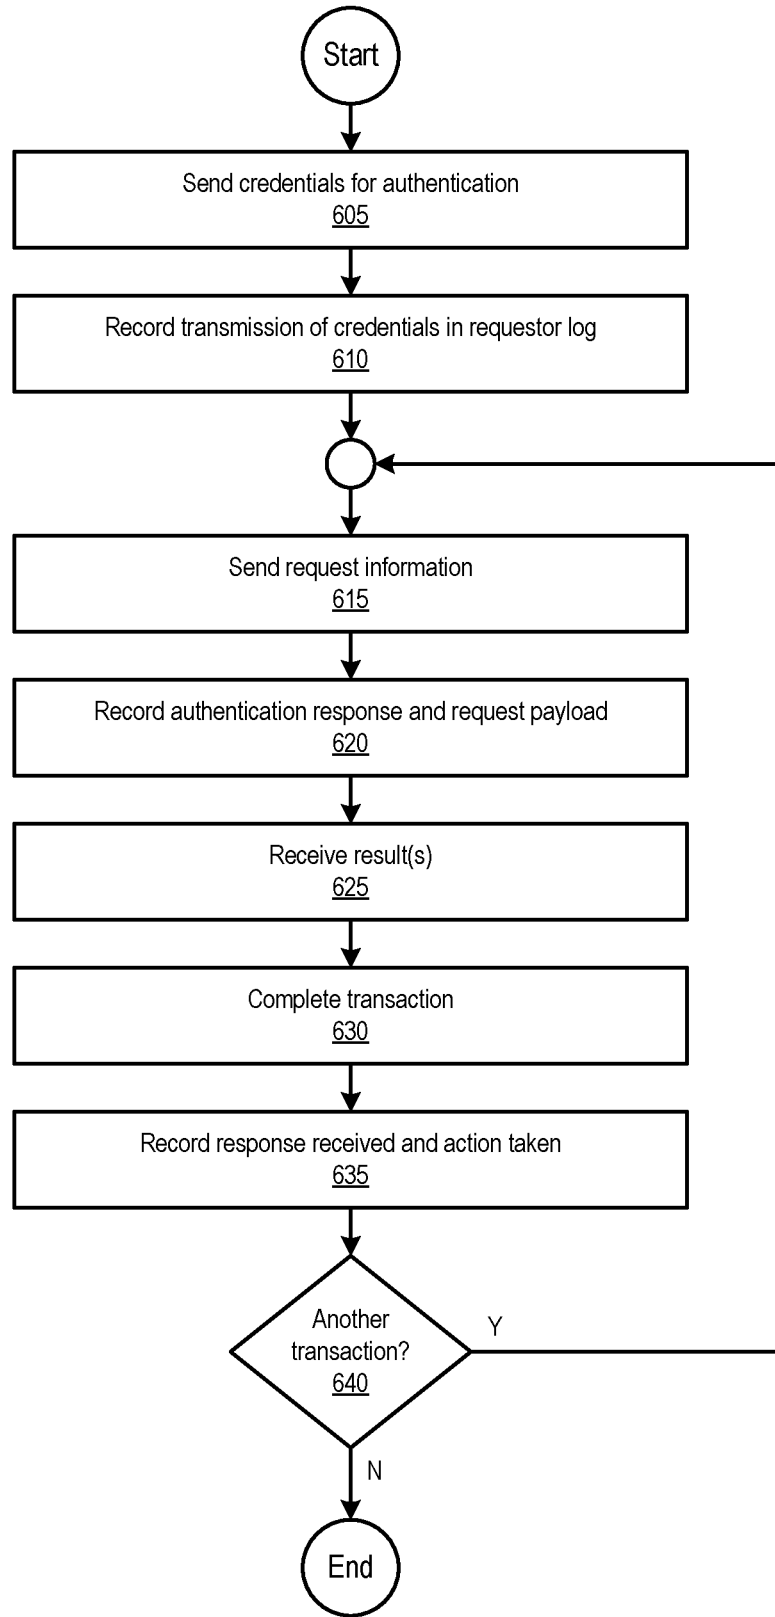 Start
Send credentials for authentication
605
Record transmission of credentials in requestor log
610
Send request information
615
Record authentication response and request payload
620
Receive result(s)
625
Complete transaction
630
Record response received and action taken
635
Another
transaction?
640
Y
N
End